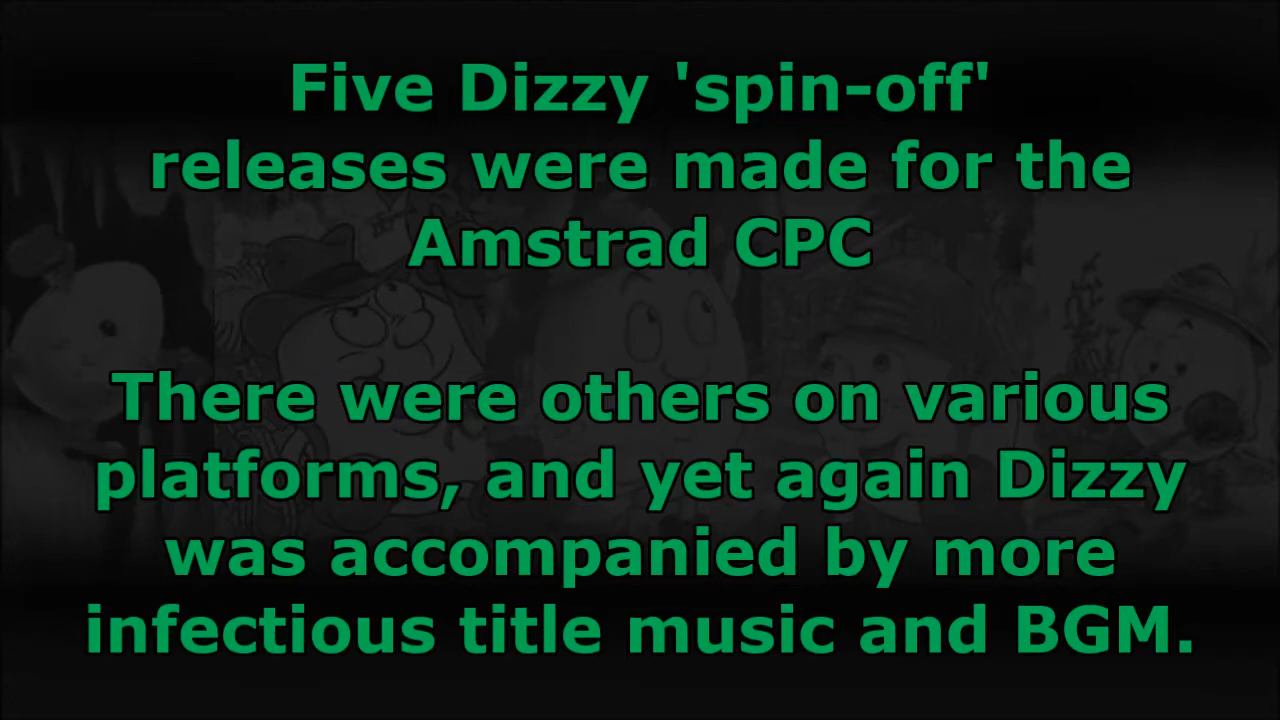 Five Dizzy 'spin-off'
releases were made for the
Amstrad CPC
There were others on various
platforms, and yet again Dizzy
was accompanied by more
infectious title music and BGM.